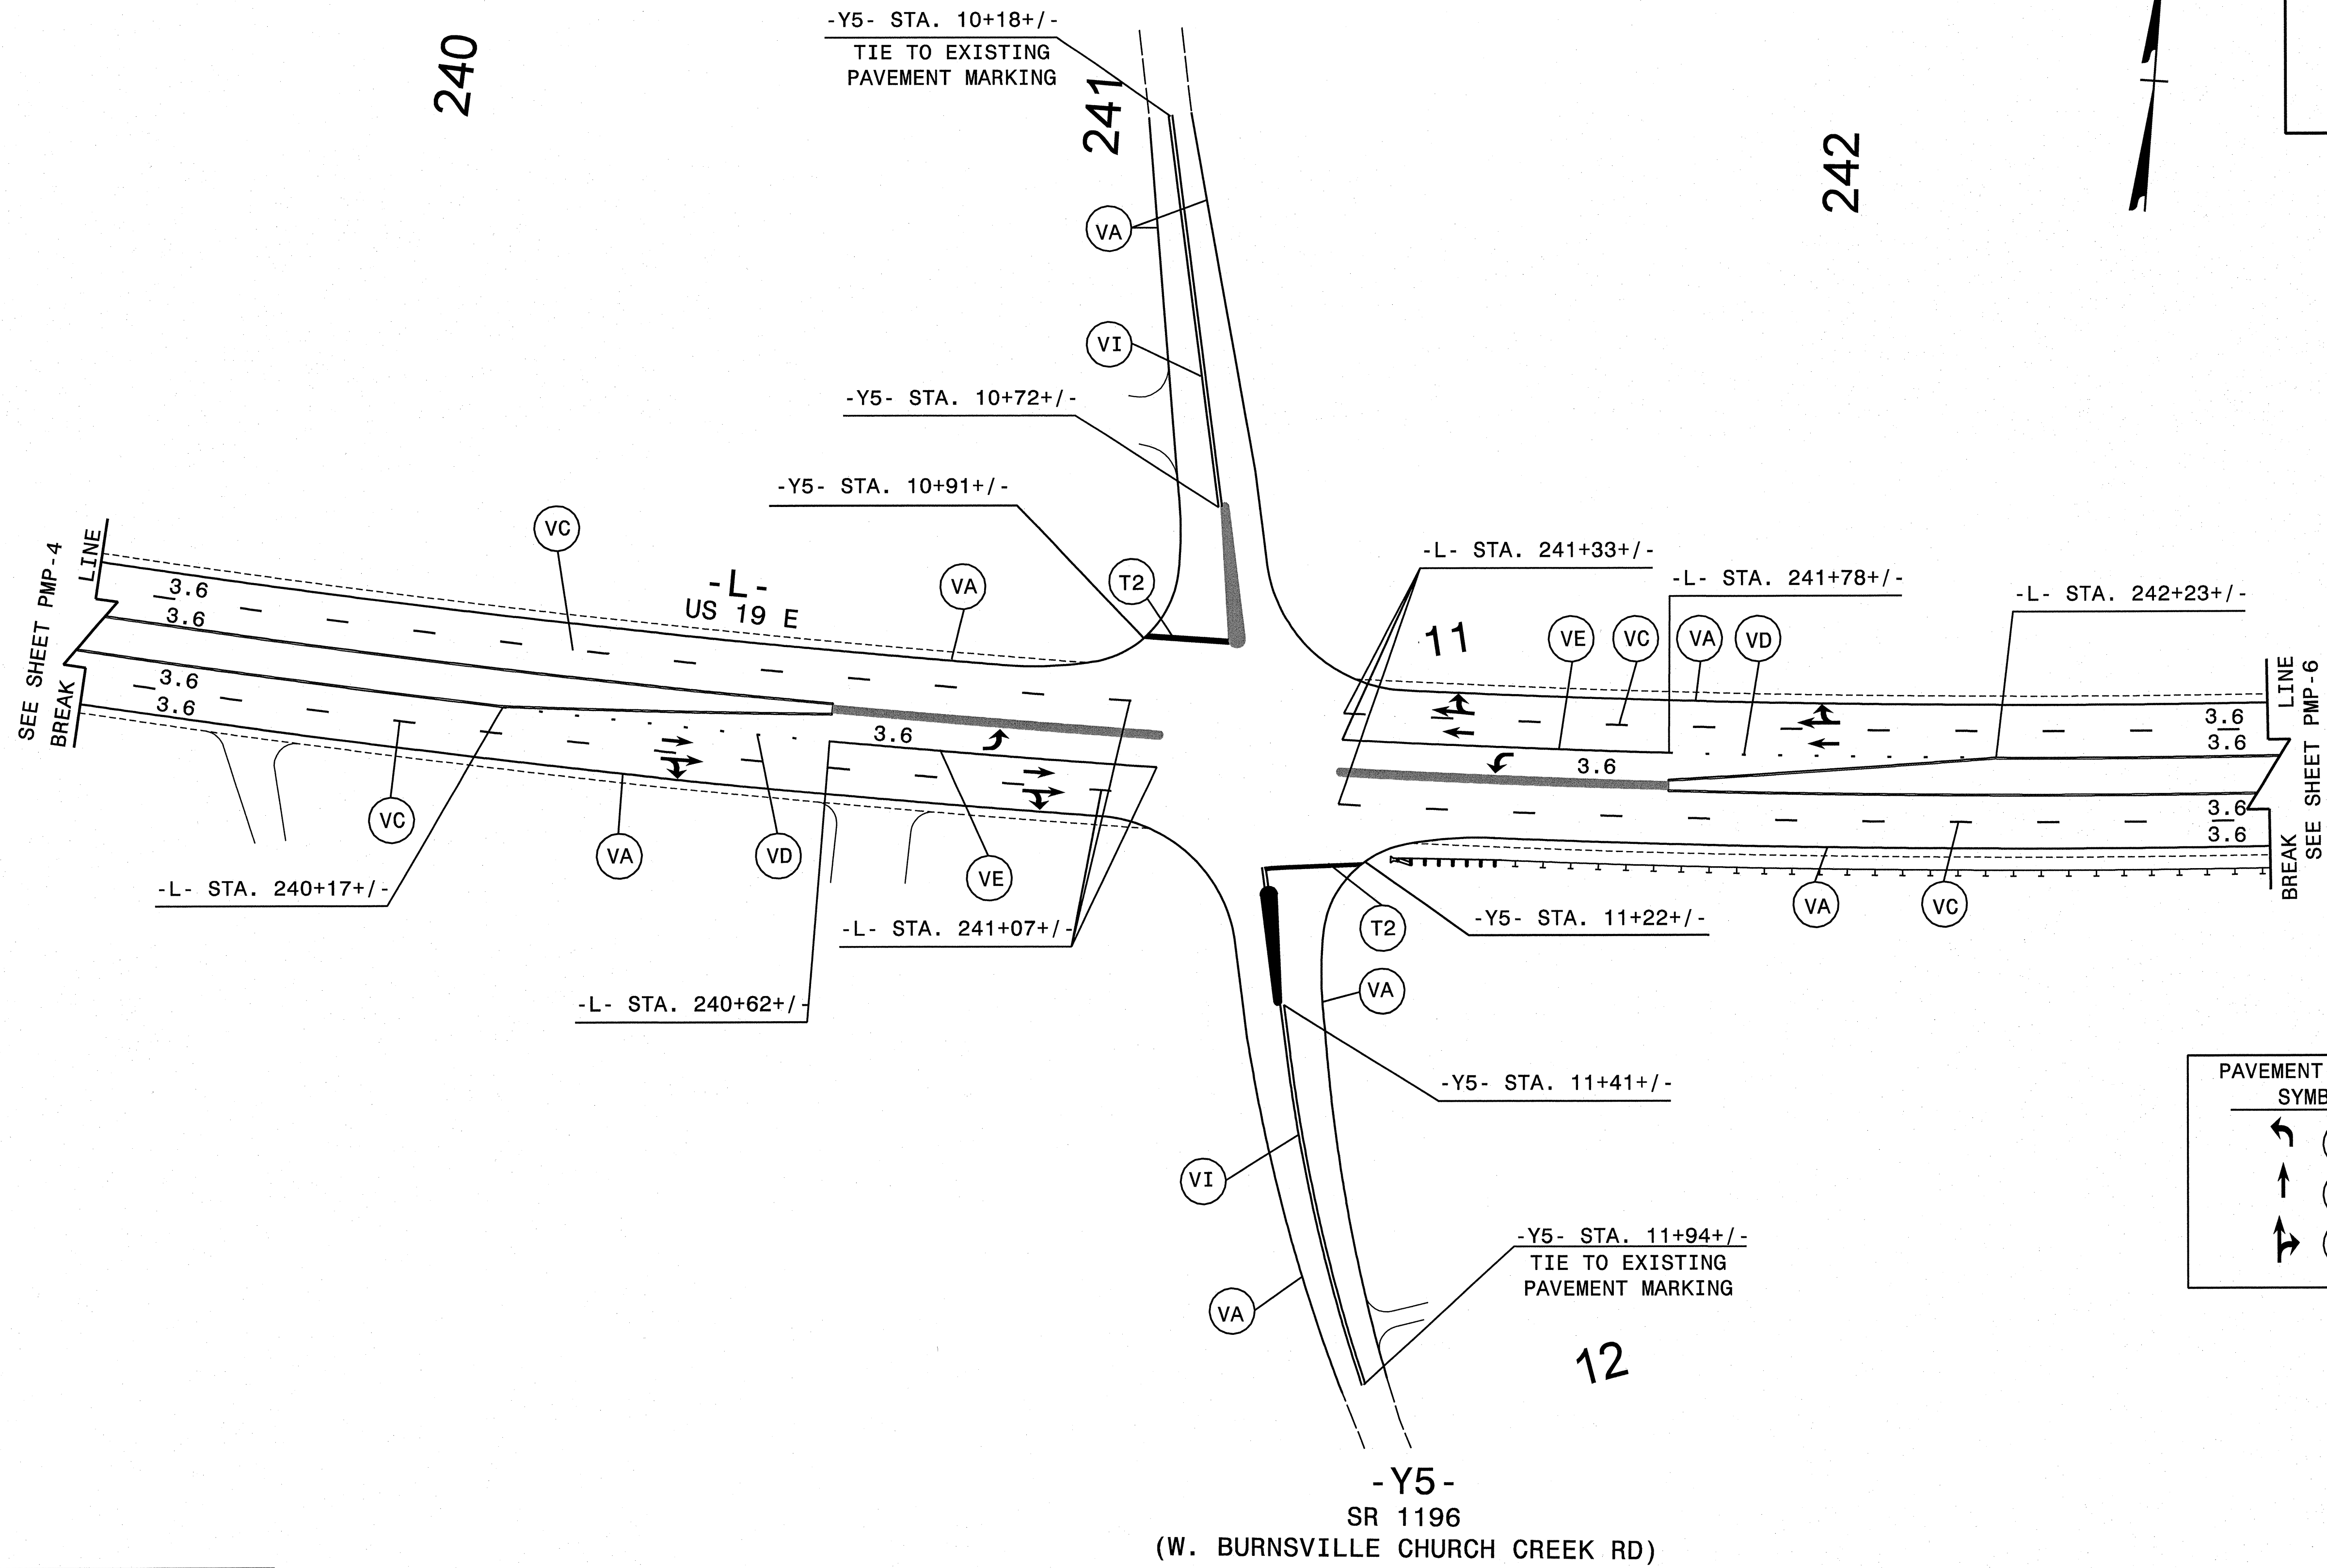 -Y5- STA. 10+18+/-
TIE TO EXISTING
PAVEMENT MARKING
240
241
242
VA
VI
-Y5- STA. 10+72+/-
-Y5- STA. 10+91+/-
VC
-L-
US 19 E
VA
T2
-L- STA. 241+33+/-
-L- STA. 241+78+/-
-L- STA. 242+23+/-
11
VE
VC
VA
VD
SEE SHEET PMP-4
BREAK LINE
3.6
3.6
3.6
3.6
3.6
3.6
3.6
3.6
3.6
3.6
BREAK LINE
SEE SHEET PMP-6
VC
VA
VD
VE
T2
VA
VC
-L- STA. 240+17+/-
-L- STA. 241+07+/-
-Y5- STA. 11+22+/-
-L- STA. 240+62+/-
VA
-Y5- STA. 11+41+/-
PAVEMENT
SYMB
VI
-Y5- STA. 11+94+/-
TIE TO EXISTING
PAVEMENT MARKING
VA
12
-Y5-
SR 1196
(W. BURNSVILLE CHURCH CREEK RD)